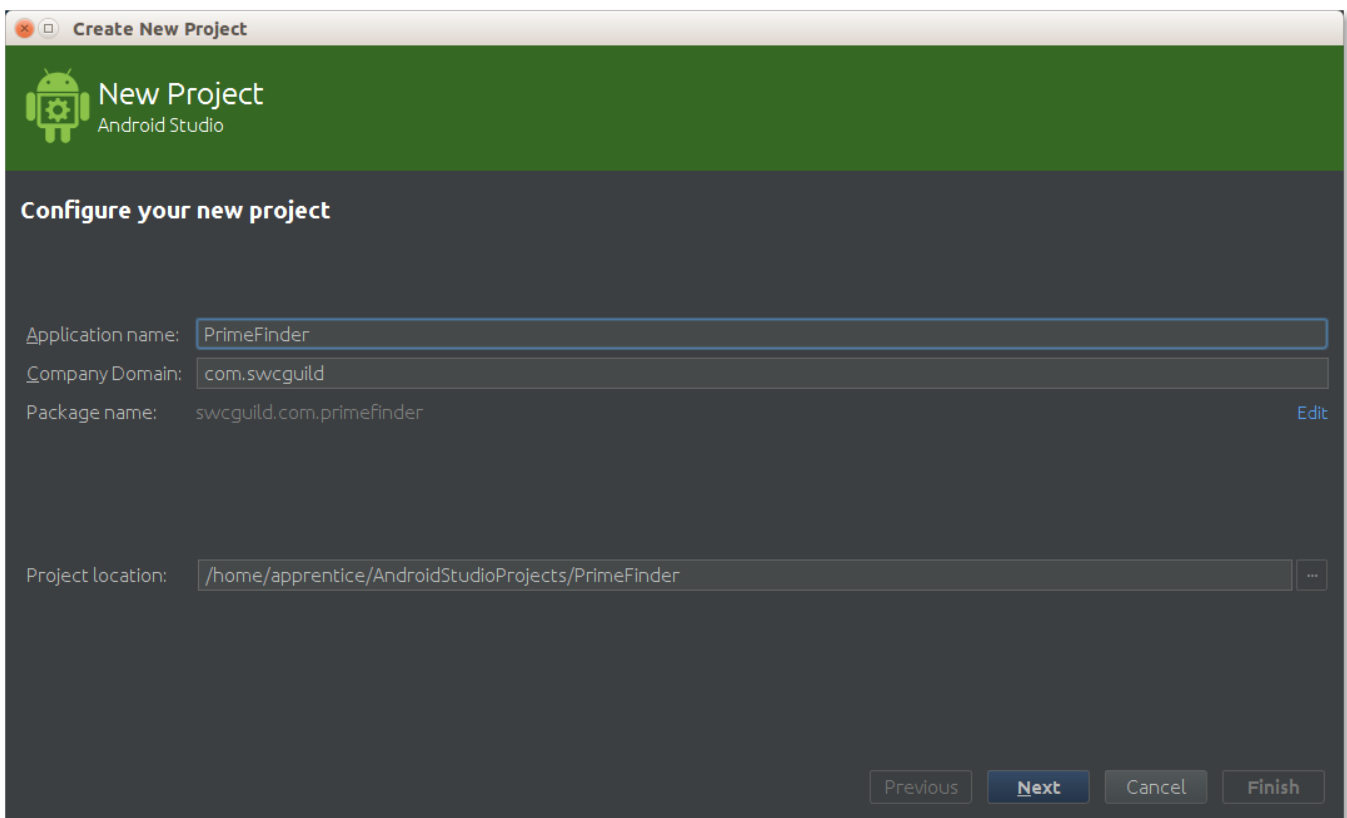 Create New Project
New Project
Android Studio
Configure your new project
Application name: PrimeFinder
Company Domain: com.swcguild
Package name: swcguild.com.primefinder Edit
Project location: /home/apprentice/AndroidStudioProjects/PrimeFinder ...
Previous Next Cancel Finish